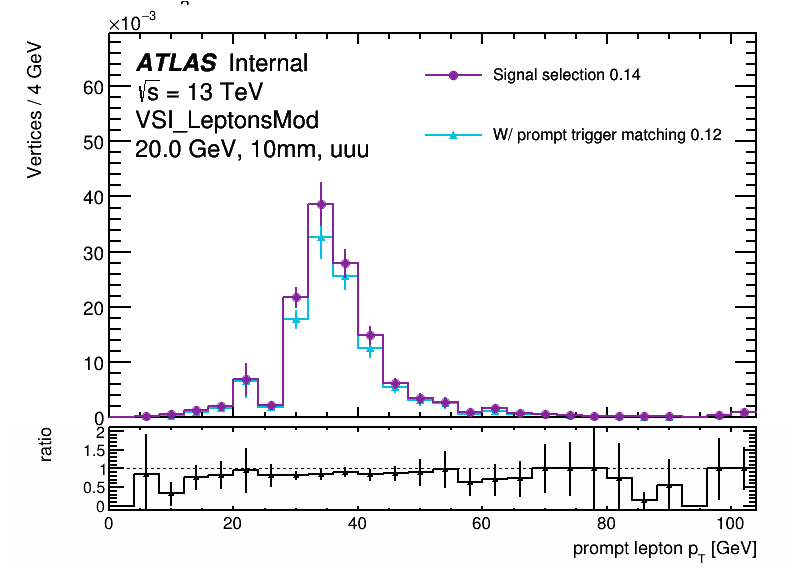 ×10⁻³
Vertices / 4 GeV
ATLAS Internal
√s = 13 TeV
VSI_LeptonsMod
20.0 GeV, 10mm, uuu
Signal selection 0.14
W/ prompt trigger matching 0.12
60
50
40
30
20
10
0
ratio
2
1.5
1
0.5
0
0 20 40 60 80 100
prompt lepton p_T [GeV]